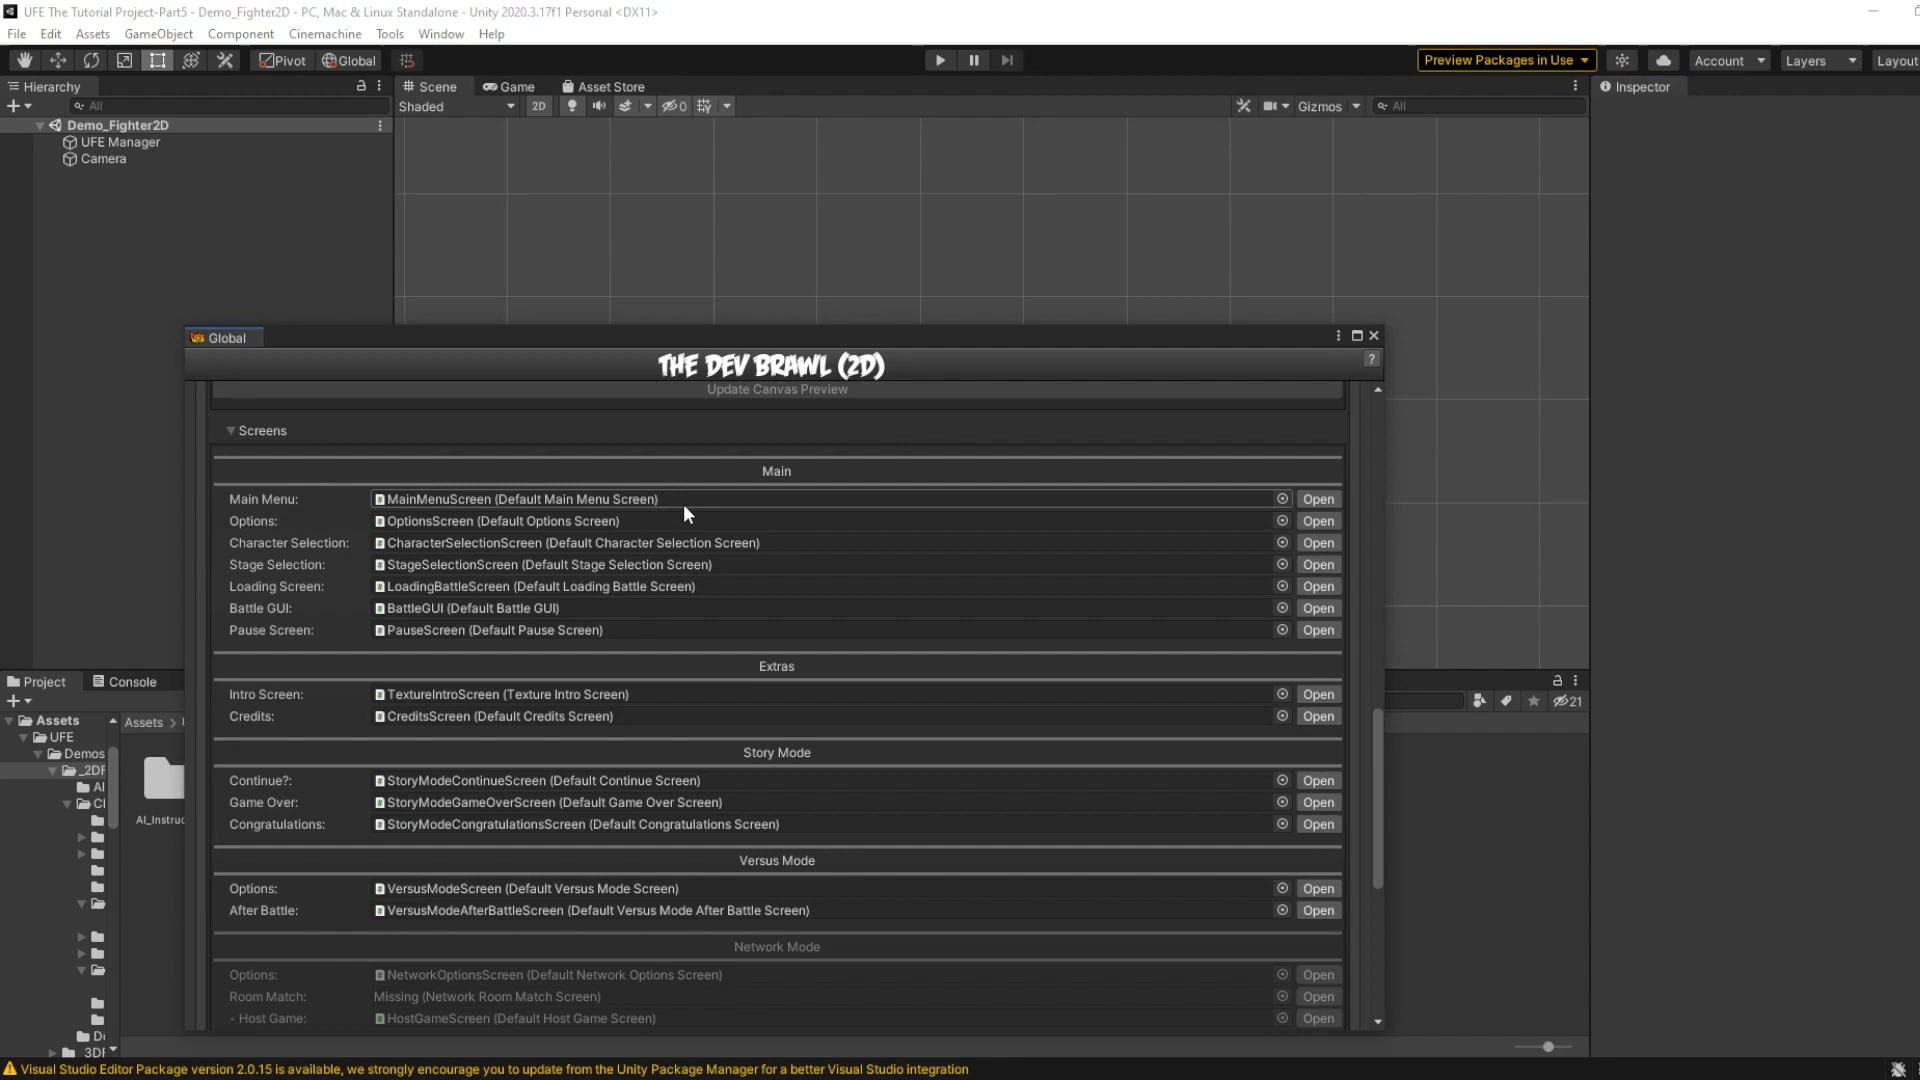 UFE The Tutorial Project-Part5 - Demo_Fighter2D - PC, Mac & Linux Standalone - Unity 2020.3.17f1 Personal <DX11>
File Edit Assets GameObject Component Cinemachine Tools Window Help
Pivot Global Preview Packages in Use Account Layers Layout
Hierarchy Scene Game Asset Store Inspector
All Shaded 2D 0 Gizmos All
Demo_Fighter2D
UFE Manager
Camera
Global
THE DEV BRAWL (2D) ?
Update Canvas Preview
Screens
Main
Main Menu: MainMenuScreen (Default Main Menu Screen) Open
Options: OptionsScreen (Default Options Screen) Open
Character Selection: CharacterSelectionScreen (Default Character Selection Screen) Open
Stage Selection: StageSelectionScreen (Default Stage Selection Screen) Open
Loading Screen: LoadingBattleScreen (Default Loading Battle Screen) Open
Battle GUI: BattleGUI (Default Battle GUI) Open
Pause Screen: PauseScreen (Default Pause Screen) Open
Extras
Intro Screen: TextureIntroScreen (Texture Intro Screen) Open
Credits: CreditsScreen (Default Credits Screen) Open
Story Mode
Continue?: StoryModeContinueScreen (Default Continue Screen) Open
Game Over: StoryModeGameOverScreen (Default Game Over Screen) Open
Congratulations: StoryModeCongratulationsScreen (Default Congratulations Screen) Open
Versus Mode
Options: VersusModeScreen (Default Versus Mode Screen) Open
After Battle: VersusModeAfterBattleScreen (Default Versus Mode After Battle Screen) Open
Network Mode
Options: NetworkOptionsScreen (Default Network Options Screen) Open
Room Match: Missing (Network Room Match Screen) Open
- Host Game: HostGameScreen (Default Host Game Screen) Open
Project Console
21
Assets
UFE
Demos
_2DF
AI
Cl
De
3DF
Assets >
AI_Instruc
Visual Studio Editor Package version 2.0.15 is available, we strongly encourage you to update from the Unity Package Manager for a better Visual Studio integration